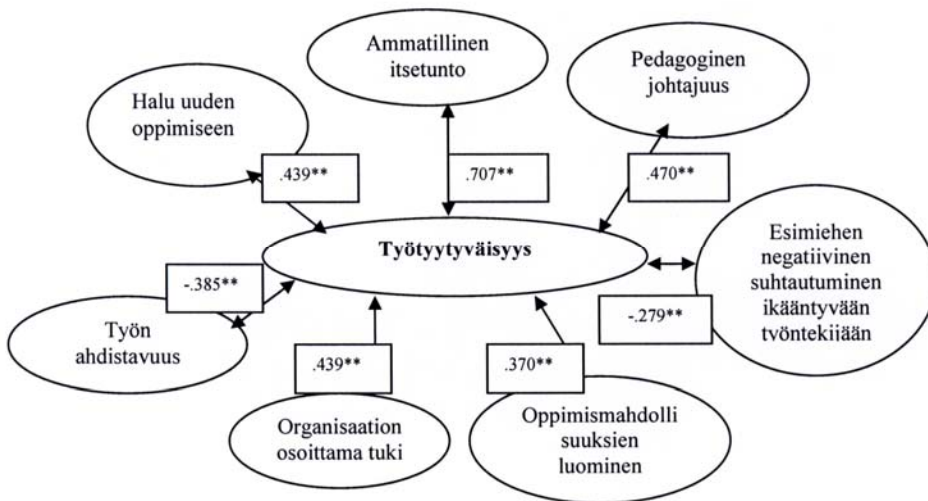 Ammatillinen
itsetunto
Pedagoginen
johtajuus
Halu uuden
oppimiseen
.439**
.707**
.470**
Työtyytyväisyys
Esimiehen
negatiivinen
suhtautuminen
ikääntyvään
työntekijään
-.385**
-.279**
Työn
ahdistavuus
.439**
.370**
Organisaation
osoittama tuki
Oppimismahdolli
suuksien
luominen